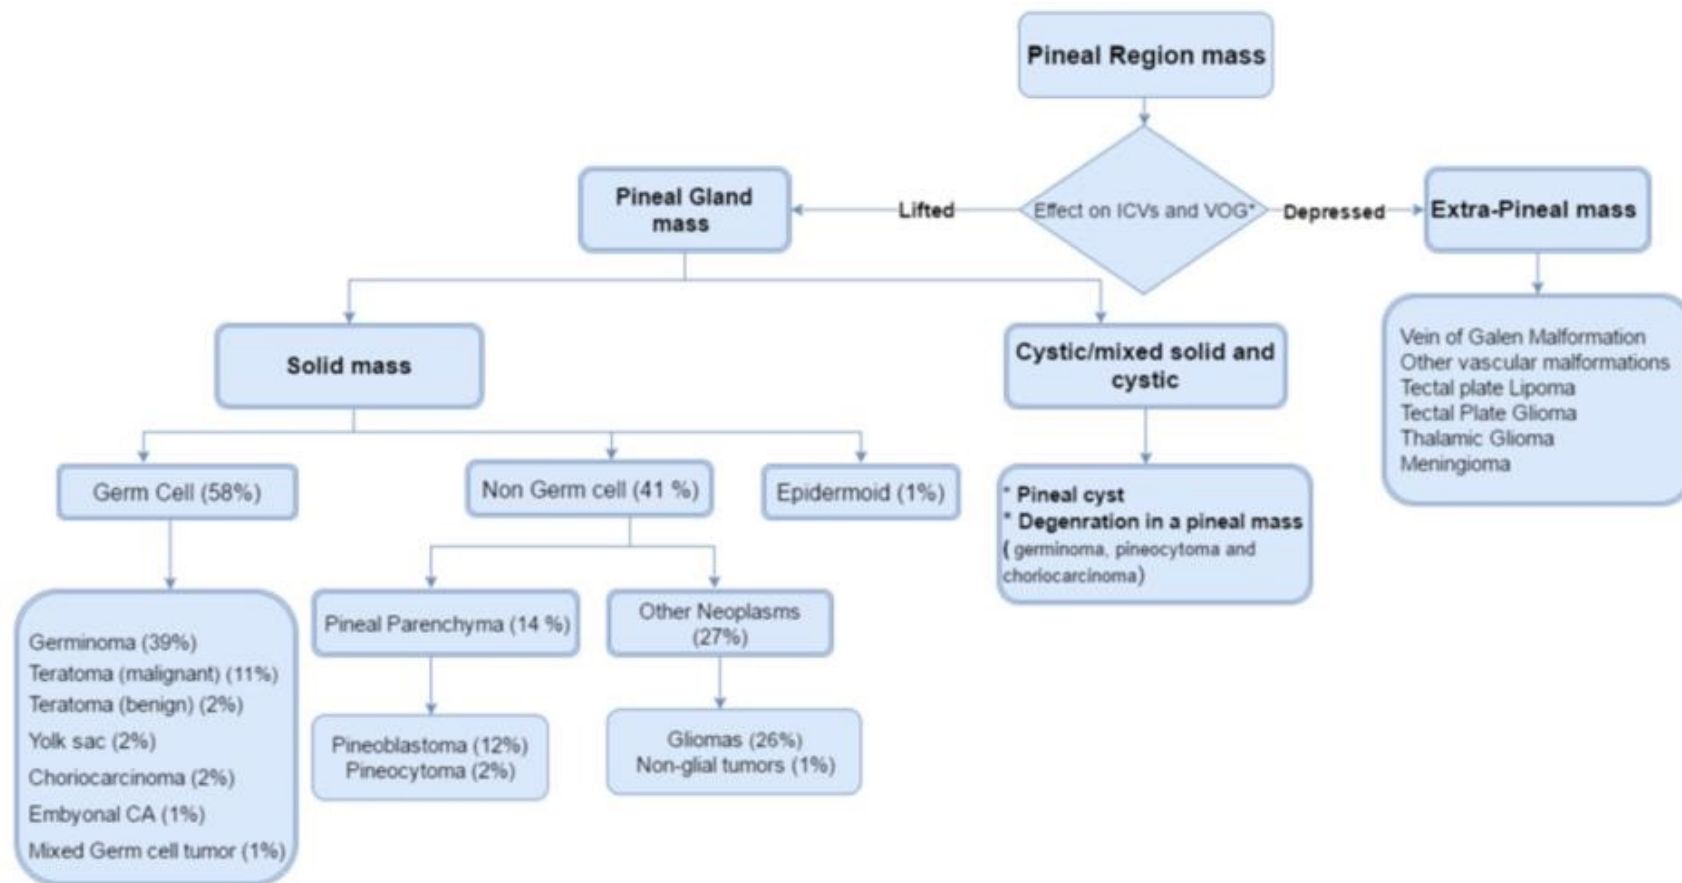 Pineal Region mass
Effect on ICVs and VOG*
Lifted
Depressed
Pineal Gland
mass
Extra-Pineal mass
Vein of Galen Malformation
Other vascular malformations
Tectal plate Lipoma
Tectal Plate Glioma
Thalamic Glioma
Meningioma
Solid mass
Cystic/mixed solid and
cystic
* Pineal cyst
* Degenration in a pineal mass
( germinoma, pineocytoma and
choriocarcinoma)
Germ Cell (58%)
Non Germ cell (41 %)
Epidermoid (1%)
Germinoma (39%)
Teratoma (malignant) (11%)
Teratoma (benign) (2%)
Yolk sac (2%)
Choriocarcinoma (2%)
Embyonal CA (1%)
Mixed Germ cell tumor (1%)
Pineal Parenchyma (14 %)
Other Neoplasms
(27%)
Pineoblastoma (12%)
Pineocytoma (2%)
Gliomas (26%)
Non-glial tumors (1%)